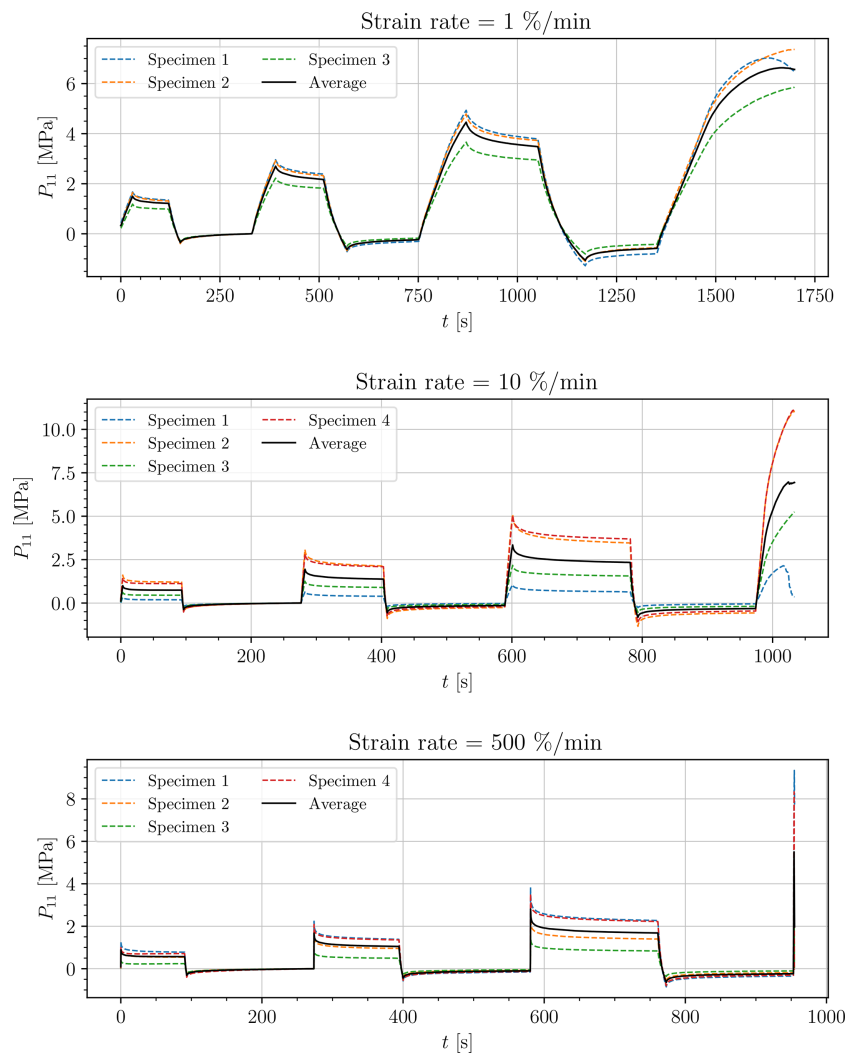 Strain rate = 1 %/min
Specimen 1
Specimen 2
Specimen 3
Average
P11 [MPa]
6
4
2
0
0 250 500 750 1000 1250 1500 1750
t [s]
Strain rate = 10 %/min
Specimen 1
Specimen 2
Specimen 3
Specimen 4
Average
P11 [MPa]
10.0
7.5
5.0
2.5
0.0
0 200 400 600 800 1000
t [s]
Strain rate = 500 %/min
Specimen 1
Specimen 2
Specimen 3
Specimen 4
Average
P11 [MPa]
8
6
4
2
0
0 200 400 600 800 1000
t [s]